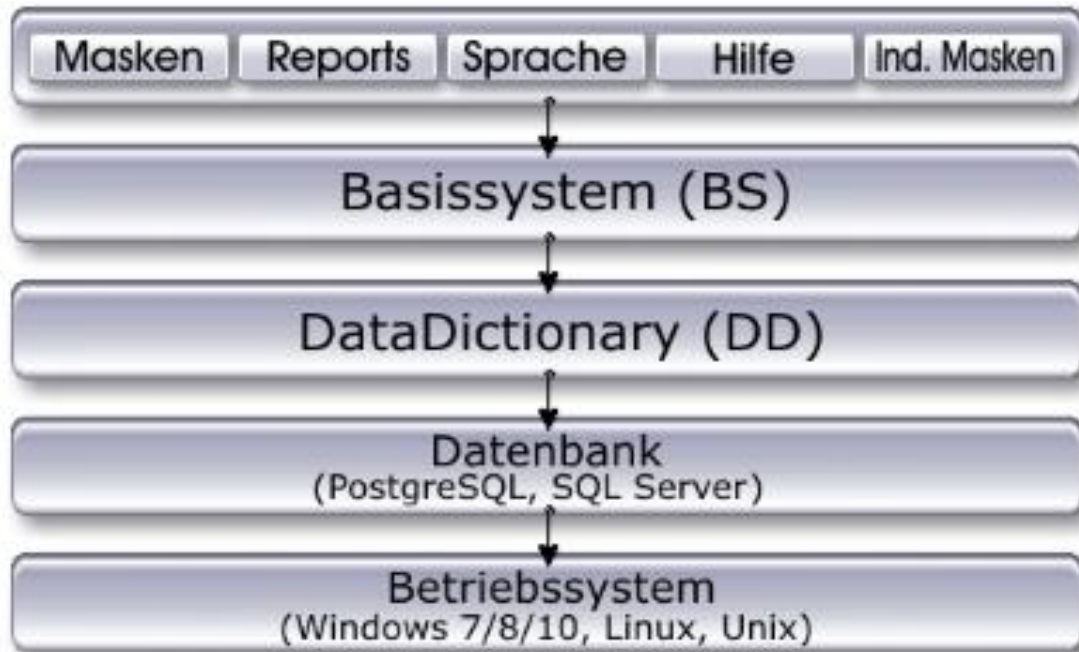 Masken Reports Sprache Hilfe Ind. Masken
Basissystem (BS)
DataDictionary (DD)
Datenbank
(PostgreSQL, SQL Server)
Betriebssystem
(Windows 7/8/10, Linux, Unix)